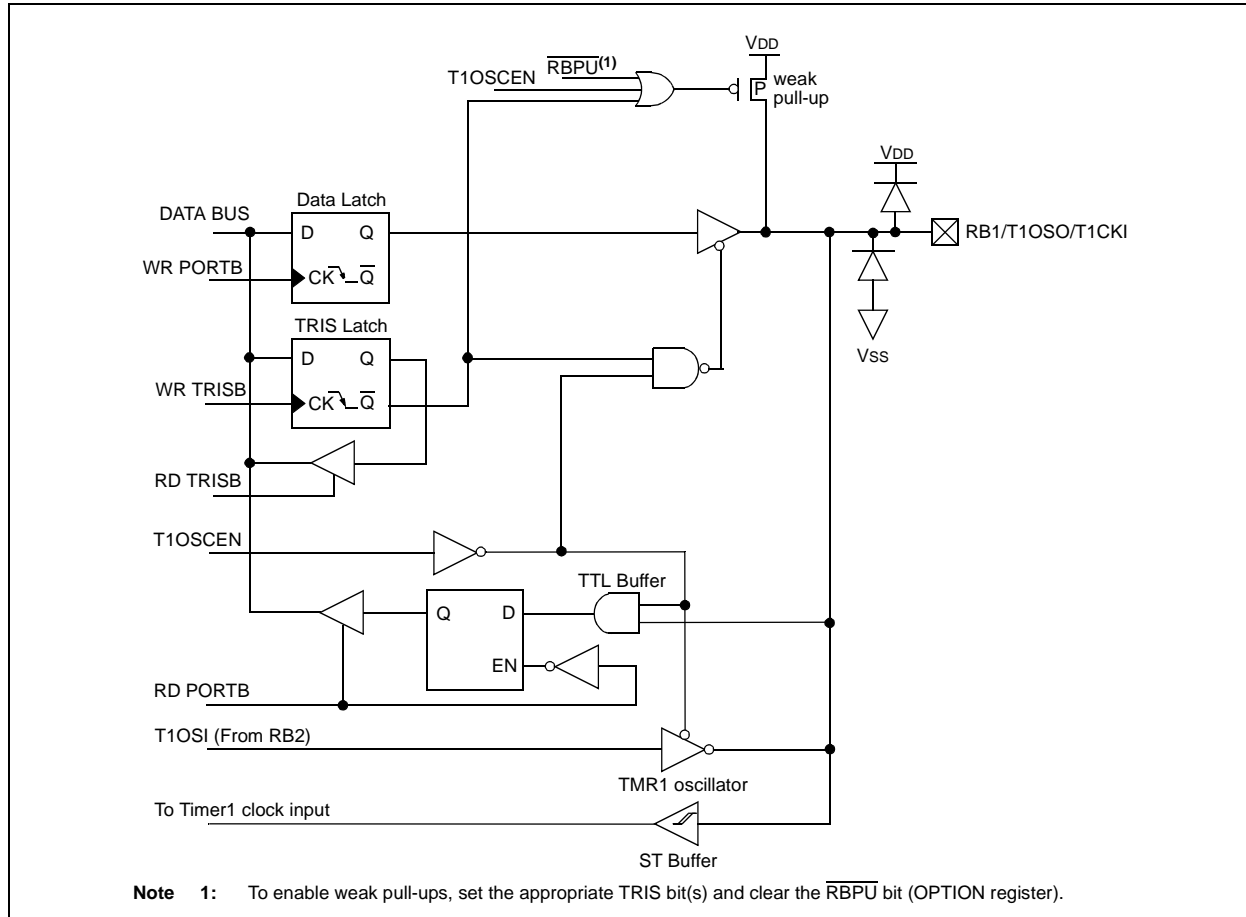 VDD
RBPU(1)
T1OSCEN
P
weak
pull-up
VDD
Data Latch
DATA BUS
D
Q
RB1/T1OSO/T1CKI
WR PORTB
CK
Q
VSS
TRIS Latch
D
Q
WR TRISB
CK
Q
RD TRISB
T1OSCEN
TTL Buffer
Q
D
EN
RD PORTB
T1OSI (From RB2)
TMR1 oscillator
To Timer1 clock input
ST Buffer
Note 1: To enable weak pull-ups, set the appropriate TRIS bit(s) and clear the RBPU bit (OPTION register).